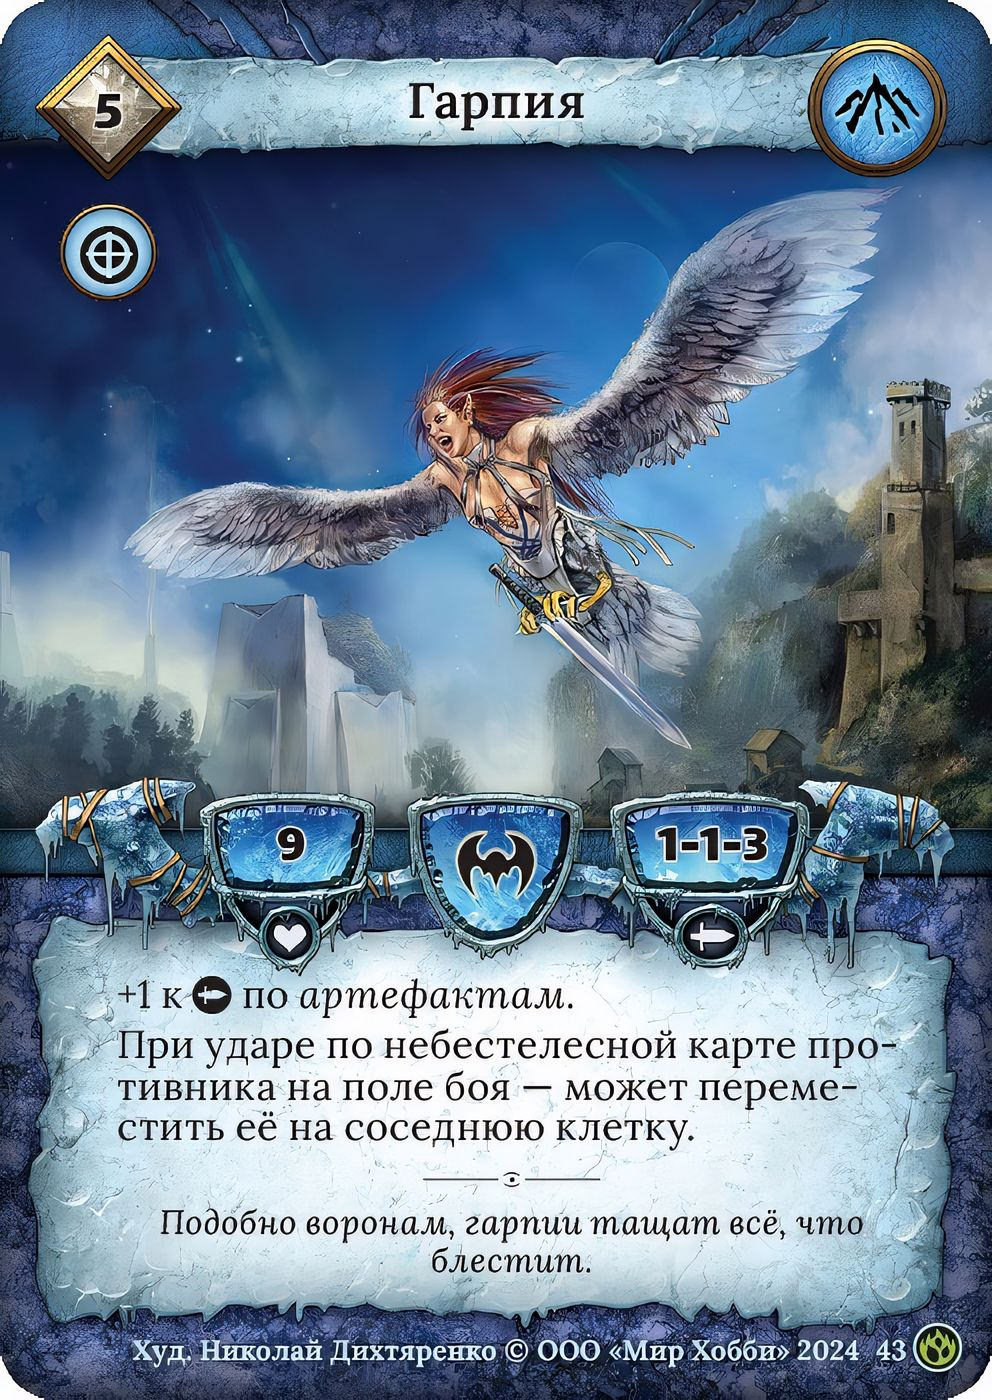 5
Гарпия
9
1-1-3
+1 к по артефактам.
При ударе по небестелесной карте про-
тивника на поле боя — может переме-
стить её на соседнюю клетку.
Подобно воронам, гарпии тащат всё, что
блестит.
Худ. Николай Дихтяренко © ООО «Мир Хобби» 2024 43